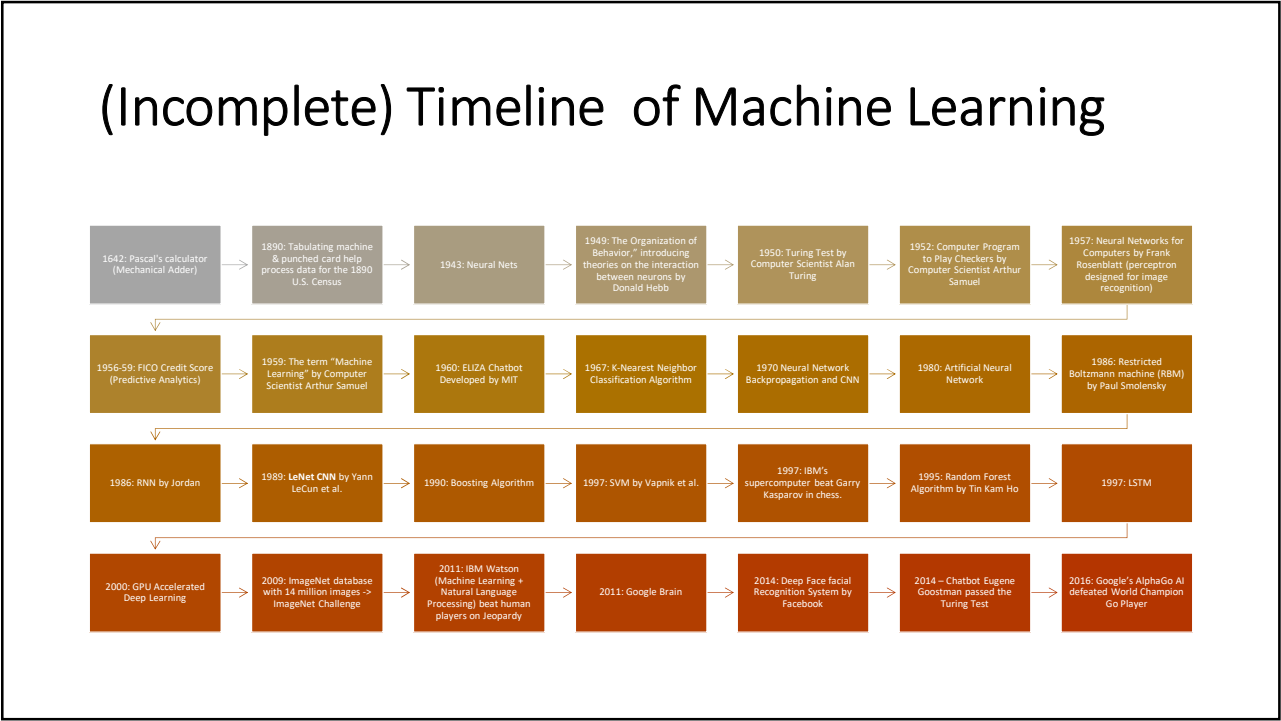 (Incomplete) Timeline  of Machine Learning
1642: Pascal's calculator
(Mechanical Adder)
1890: Tabulating machine
& punched card help
process data for the 1890
U.S. Census
1943: Neural Nets
1949: The Organization of
Behavior,” introducing
theories on the interaction
between neurons by
Donald Hebb
1950: Turing Test by
Computer Scientist Alan
Turing
1952: Computer Program
to Play Checkers by
Computer Scientist Arthur
Samuel
1957: Neural Networks for
Computers by Frank
Rosenblatt (perceptron
designed for image
recognition)
1956-59: FICO Credit Score
(Predictive Analytics)
1959: The term “Machine
Learning” by Computer
Scientist Arthur Samuel
1960: ELIZA Chatbot
Developed by MIT
1967: K-Nearest Neighbor
Classification Algorithm
1970 Neural Network
Backpropagation and CNN
1980: Artificial Neural
Network
1986: Restricted
Boltzmann machine (RBM)
by Paul Smolensky
1986: RNN by Jordan
1989: LeNet CNN by Yann
LeCun et al.
1990: Boosting Algorithm
1997: SVM by Vapnik et al.
1997: IBM’s
supercomputer beat Garry
Kasparov in chess.
1995: Random Forest
Algorithm by Tin Kam Ho
1997: LSTM
2000: GPU Accelerated
Deep Learning
2009: ImageNet database
with 14 million images ->
ImageNet Challenge
2011: IBM Watson
(Machine Learning +
Natural Language
Processing) beat human
players on Jeopardy
2011: Google Brain
2014: Deep Face facial
Recognition System by
Facebook
2014 – Chatbot Eugene
Goostman passed the
Turing Test
2016: Google’s AlphaGo AI
defeated World Champion
Go Player